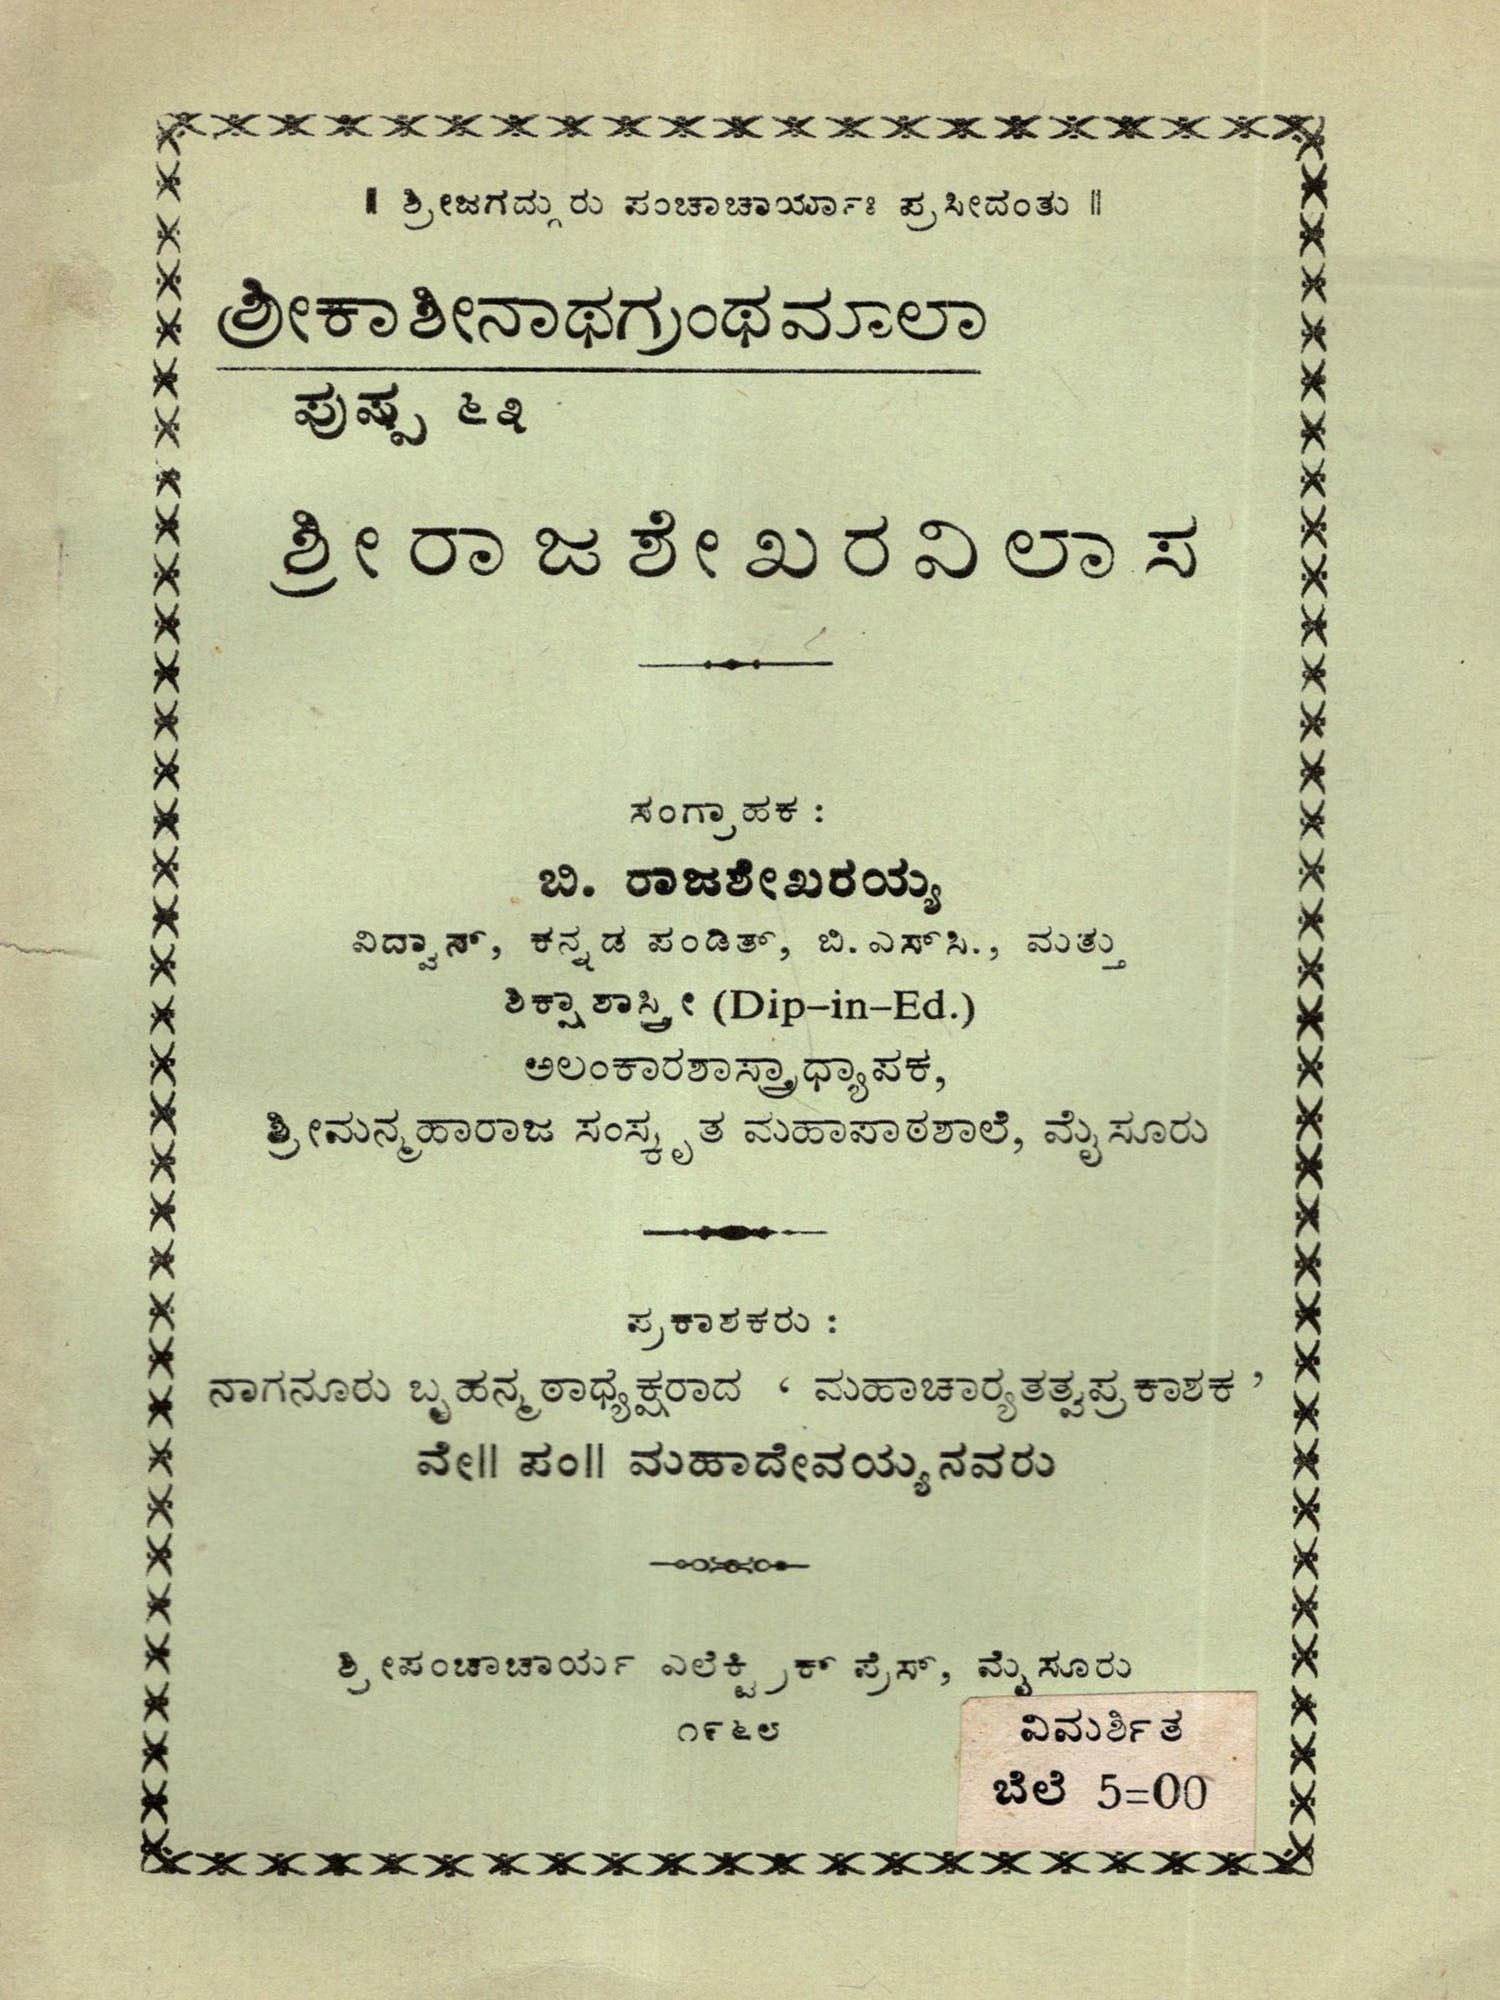 ॥ ಶ್ರೀಜಗದ್ಗುರು ಪಂಚಾಚಾರ್ಯಾಃ ಪ್ರಸೀದಂತು ॥
ಶ್ರೀಕಾಶೀನಾಥಗ್ರಂಥಮಾಲಾ
ಪುಷ್ಪ ೬೩
ಶ್ರೀರಾಜಶೇಖರವಿಲಾಸ
ಸಂಗ್ರಾಹಕ :
ಬಿ. ರಾಜಶೇಖರಯ್ಯ
ವಿದ್ವಾನ್, ಕನ್ನಡ ಪಂಡಿತ್, ಬಿ. ಎಸ್‌ಸಿ., ಮತ್ತು
ಶಿಕ್ಷಾಶಾಸ್ತ್ರೀ (Dip–in–Ed.)
ಅಲಂಕಾರಶಾಸ್ತ್ರಾಧ್ಯಾಪಕ,
ಶ್ರೀಮನ್ಮಹಾರಾಜ ಸಂಸ್ಕೃತ ಮಹಾಪಾಠಶಾಲೆ, ಮೈಸೂರು
ಪ್ರಕಾಶಕರು :
ನಾಗನೂರು ಬೃಹನ್ಮಠಾಧ್ಯಕ್ಷರಾದ ‘ ಮಹಾಚಾರ‍್ಯತತ್ವಪ್ರಕಾಶಕ ’
ವೇ॥ ಪಂ॥ ಮಹಾದೇವಯ್ಯನವರು
ಶ್ರೀಪಂಚಾಚಾರ್ಯ ಎಲೆಕ್ಟ್ರಿಕ್ ಪ್ರೆಸ್, ಮೈಸೂರು
೧೯೬೮
ವಿಮರ್ಶಿತ
ಬೆಲೆ 5=00